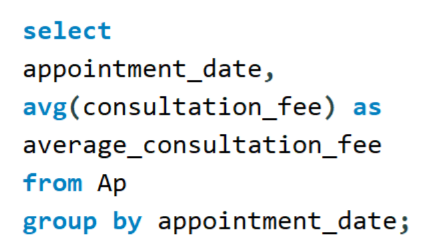 select
appointment_date,
avg(consultation_fee) as
average_consultation_fee
from Ap
group by appointment_date;